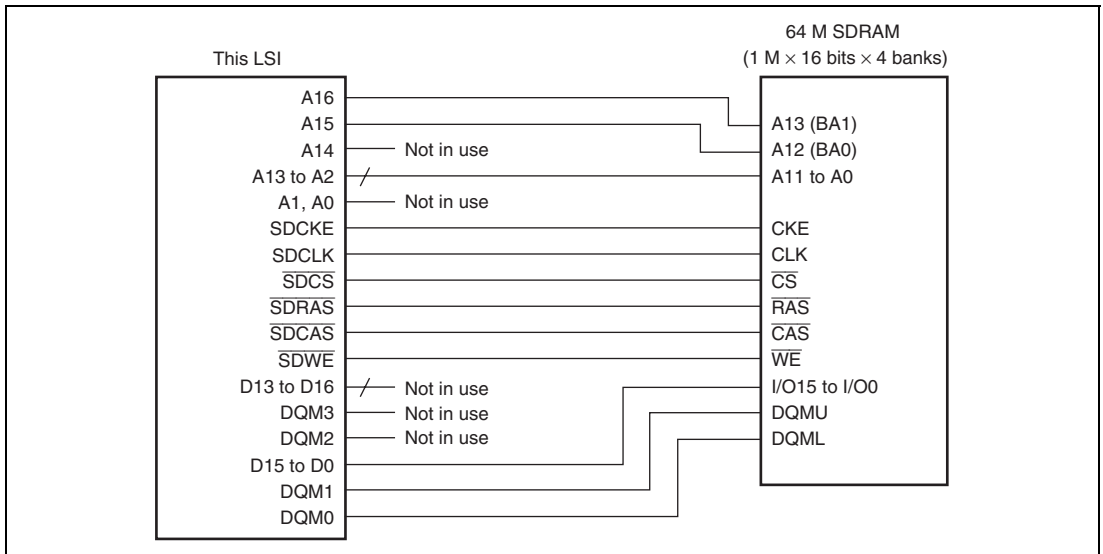 This LSI
A16
A15
A14
Not in use
A13 to A2
A1, A0
Not in use
SDCKE
SDCLK
SDCS
SDRAS
SDCAS
SDWE
D13 to D16
Not in use
DQM3
Not in use
DQM2
Not in use
D15 to D0
DQM1
DQM0
64 M SDRAM
(1 M × 16 bits × 4 banks)
A13 (BA1)
A12 (BA0)
A11 to A0
CKE
CLK
CS
RAS
CAS
WE
I/O15 to I/O0
DQMU
DQML